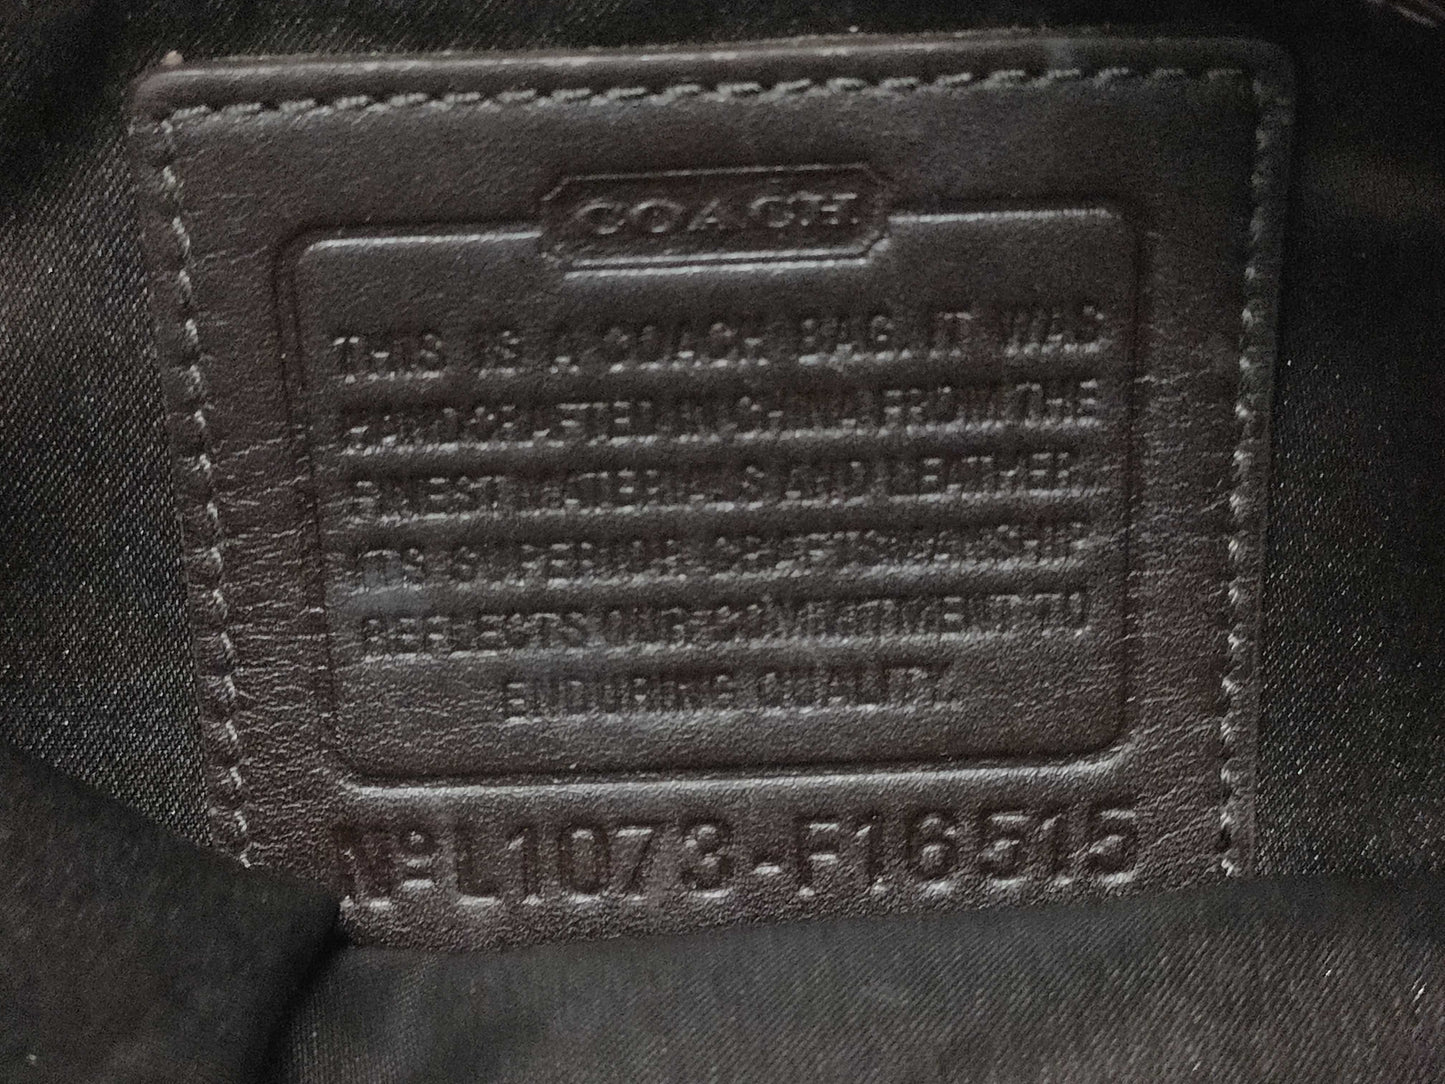 COACH
THIS IS A COACH BAG. IT WAS
HANDCRAFTED IN CHINA FROM THE
FINEST MATERIALS AND LEATHER.
ITS SUPERIOR CRAFTSMANSHIP
REFLECTS OUR COMMITMENT TO
ENDURING QUALITY.
Nº L1073-F16515